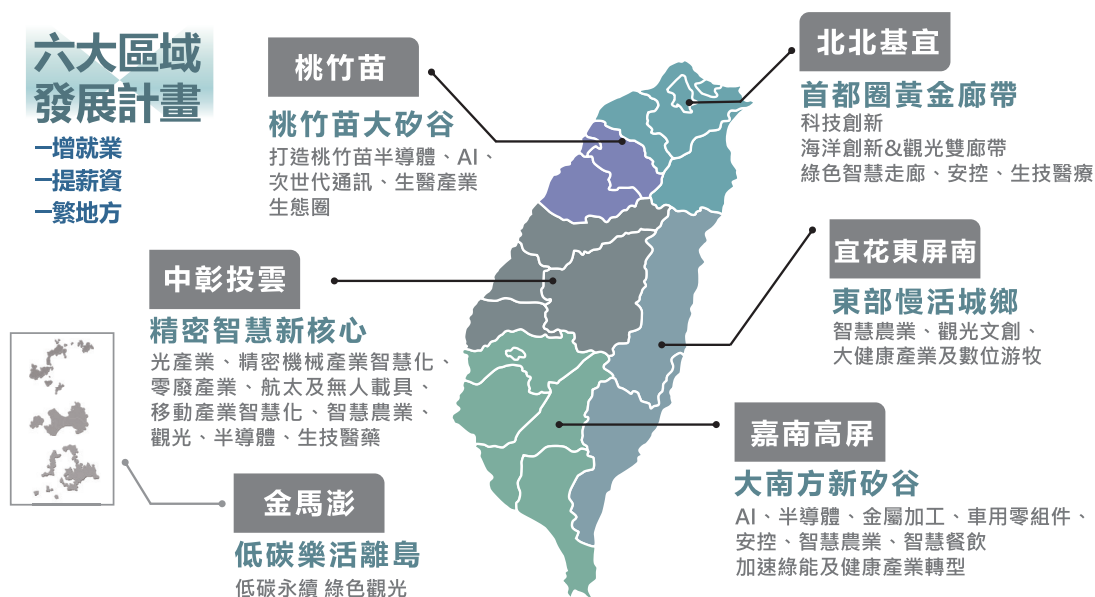 六大區域
發展計畫
增就業
提薪資
繁地方
桃竹苗
桃竹苗大矽谷
打造桃竹苗半導體、AI、
次世代通訊、生醫產業
生態圈
北北基宜
首都圈黃金廊帶
科技創新
海洋創新&觀光雙廊帶
綠色智慧走廊、安控、生技醫療
中彰投雲
精密智慧新核心
光產業、精密機械產業智慧化、
零廢產業、航太及無人載具、
移動產業智慧化、智慧農業、
觀光、半導體、生技醫藥
宜花東屏南
東部慢活城鄉
智慧農業、觀光文創、
大健康產業及數位游牧
嘉南高屏
大南方新矽谷
AI、半導體、金屬加工、車用零組件、
安控、智慧農業、智慧餐飲
加速綠能及健康產業轉型
金馬澎
低碳樂活離島
低碳永續 綠色觀光